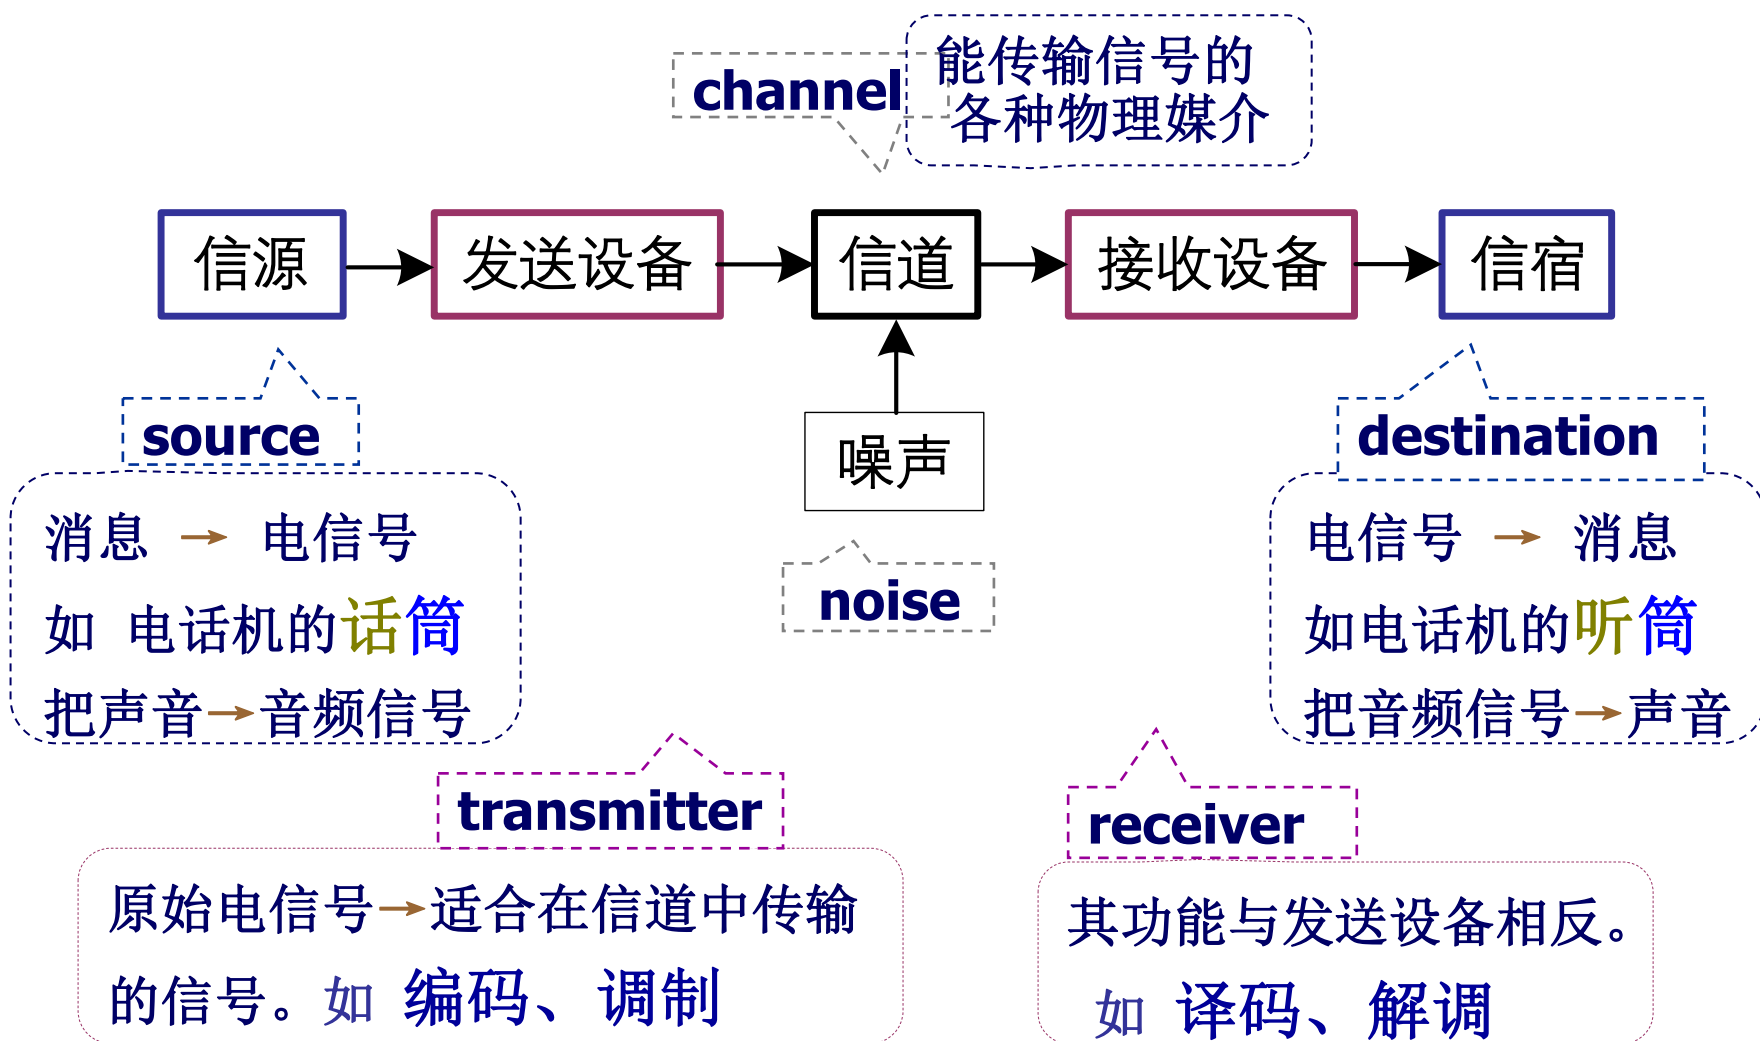 channel
能传输信号的
各种物理媒介
信源 → 发送设备 → 信道 → 接收设备 → 信宿
噪声
source
消息 → 电信号
如 电话机的话筒
把声音→音频信号
noise
destination
电信号 → 消息
如电话机的听筒
把音频信号→声音
transmitter
原始电信号→适合在信道中传输
的信号。如 编码、调制
receiver
其功能与发送设备相反。
如 译码、解调